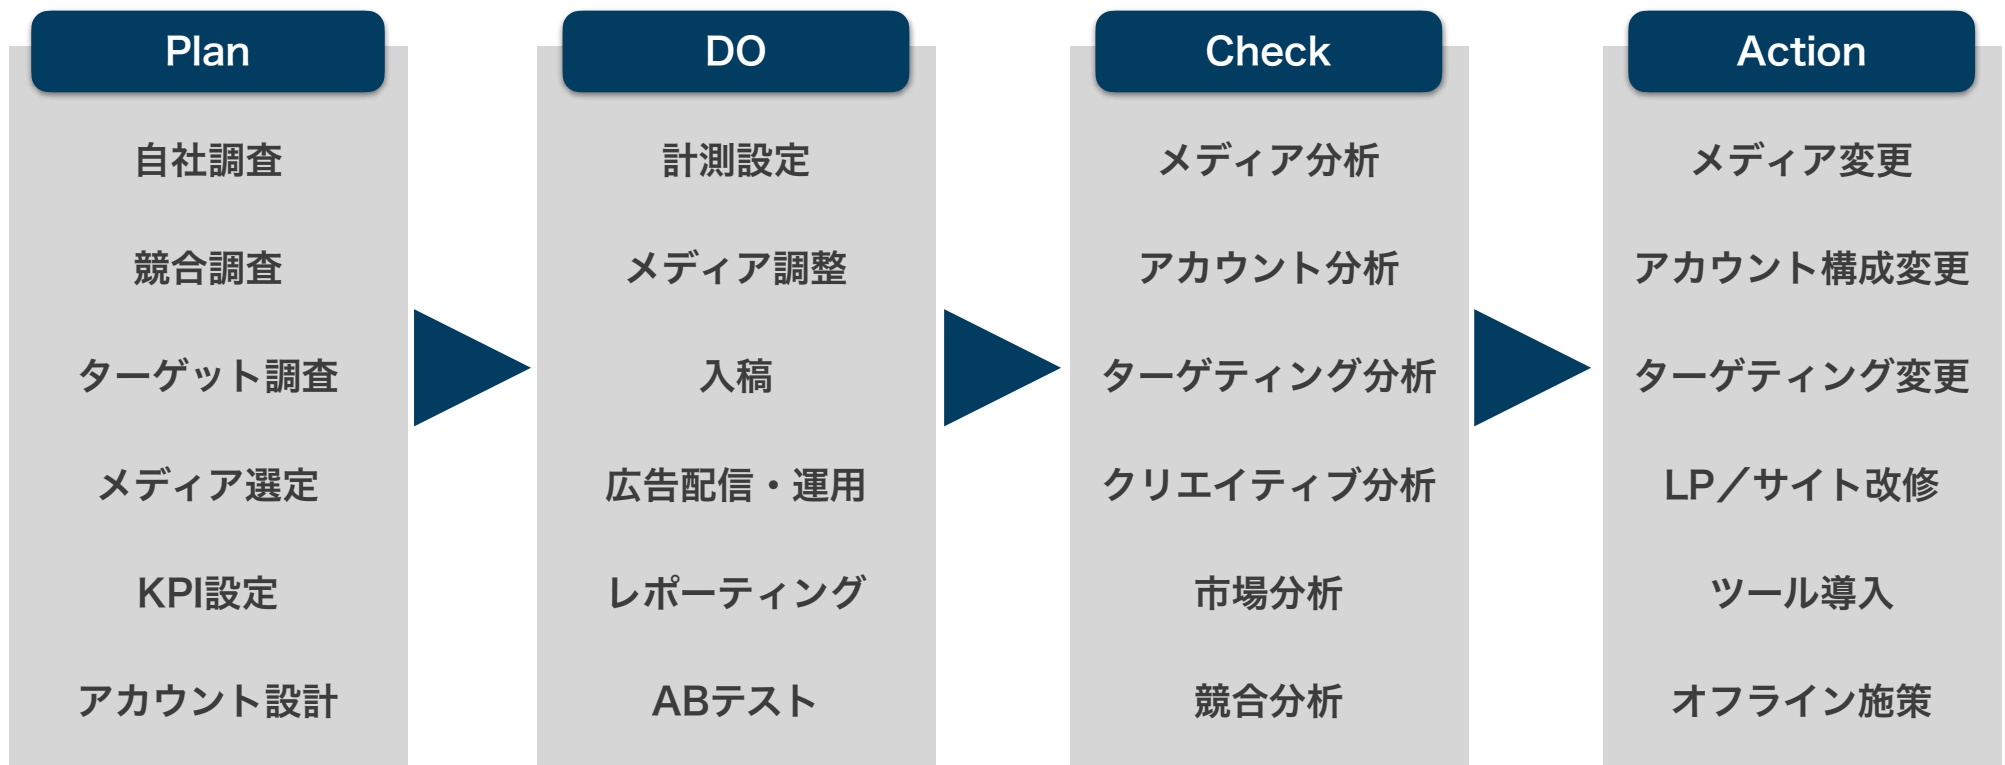 Plan
自社調査
競合調査
ターゲット調査
メディア選定
KPI設定
アカウント設計
DO
計測設定
メディア調整
入稿
広告配信・運用
レポーティング
ABテスト
Check
メディア分析
アカウント分析
ターゲティング分析
クリエイティブ分析
市場分析
競合分析
Action
メディア変更
アカウント構成変更
ターゲティング変更
LP／サイト改修
ツール導入
オフライン施策